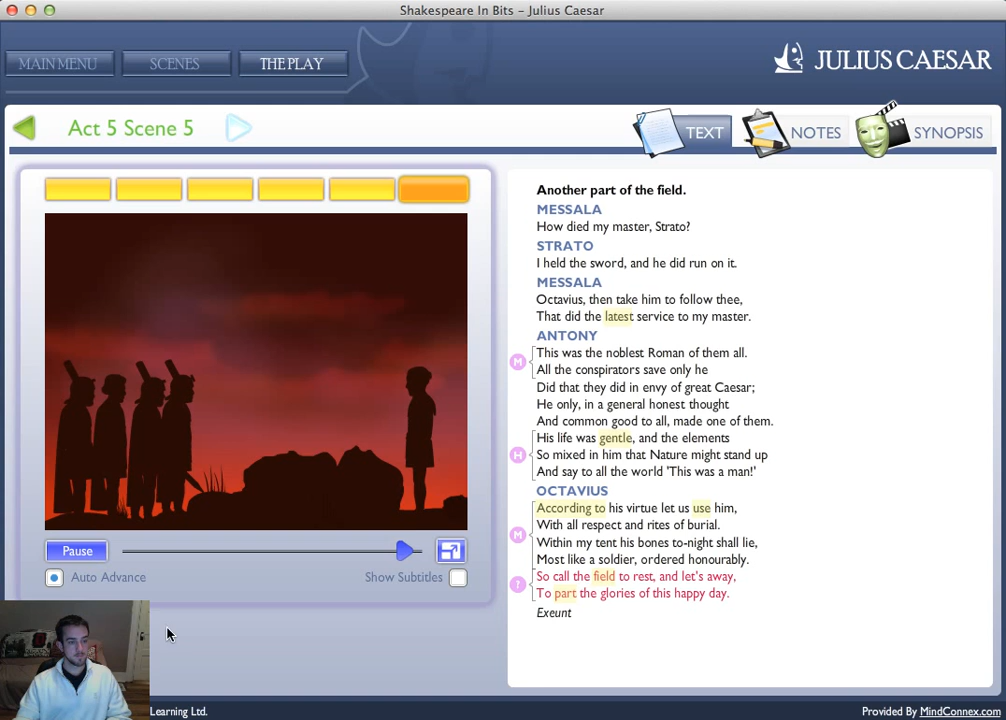 Shakespeare In Bits - Julius Caesar
MAIN MENU
SCENES
THE PLAY
JULIUS CAESAR
Act 5 Scene 5
TEXT
NOTES
SYNOPSIS
Another part of the field.
MESSALA
How died my master, Strato?
STRATO
I held the sword, and he did run on it.
MESSALA
Octavius, then take him to follow thee,
That did the latest service to my master.
ANTONY
This was the noblest Roman of them all.
M
All the conspirators save only he
Did that they did in envy of great Caesar;
He only, in a general honest thought
And common good to all, made one of them.
His life was gentle, and the elements
H
So mixed in him that Nature might stand up
And say to all the world 'This was a man!'
OCTAVIUS
According to his virtue let us use him,
With all respect and rites of burial.
M
Within my tent his bones to-night shall lie,
Most like a soldier, ordered honourably.
So call the field to rest, and let's away,
?
To part the glories of this happy day.
Exeunt
Pause
Auto Advance
Show Subtitles
Learning Ltd.
Provided By MindConnex.com